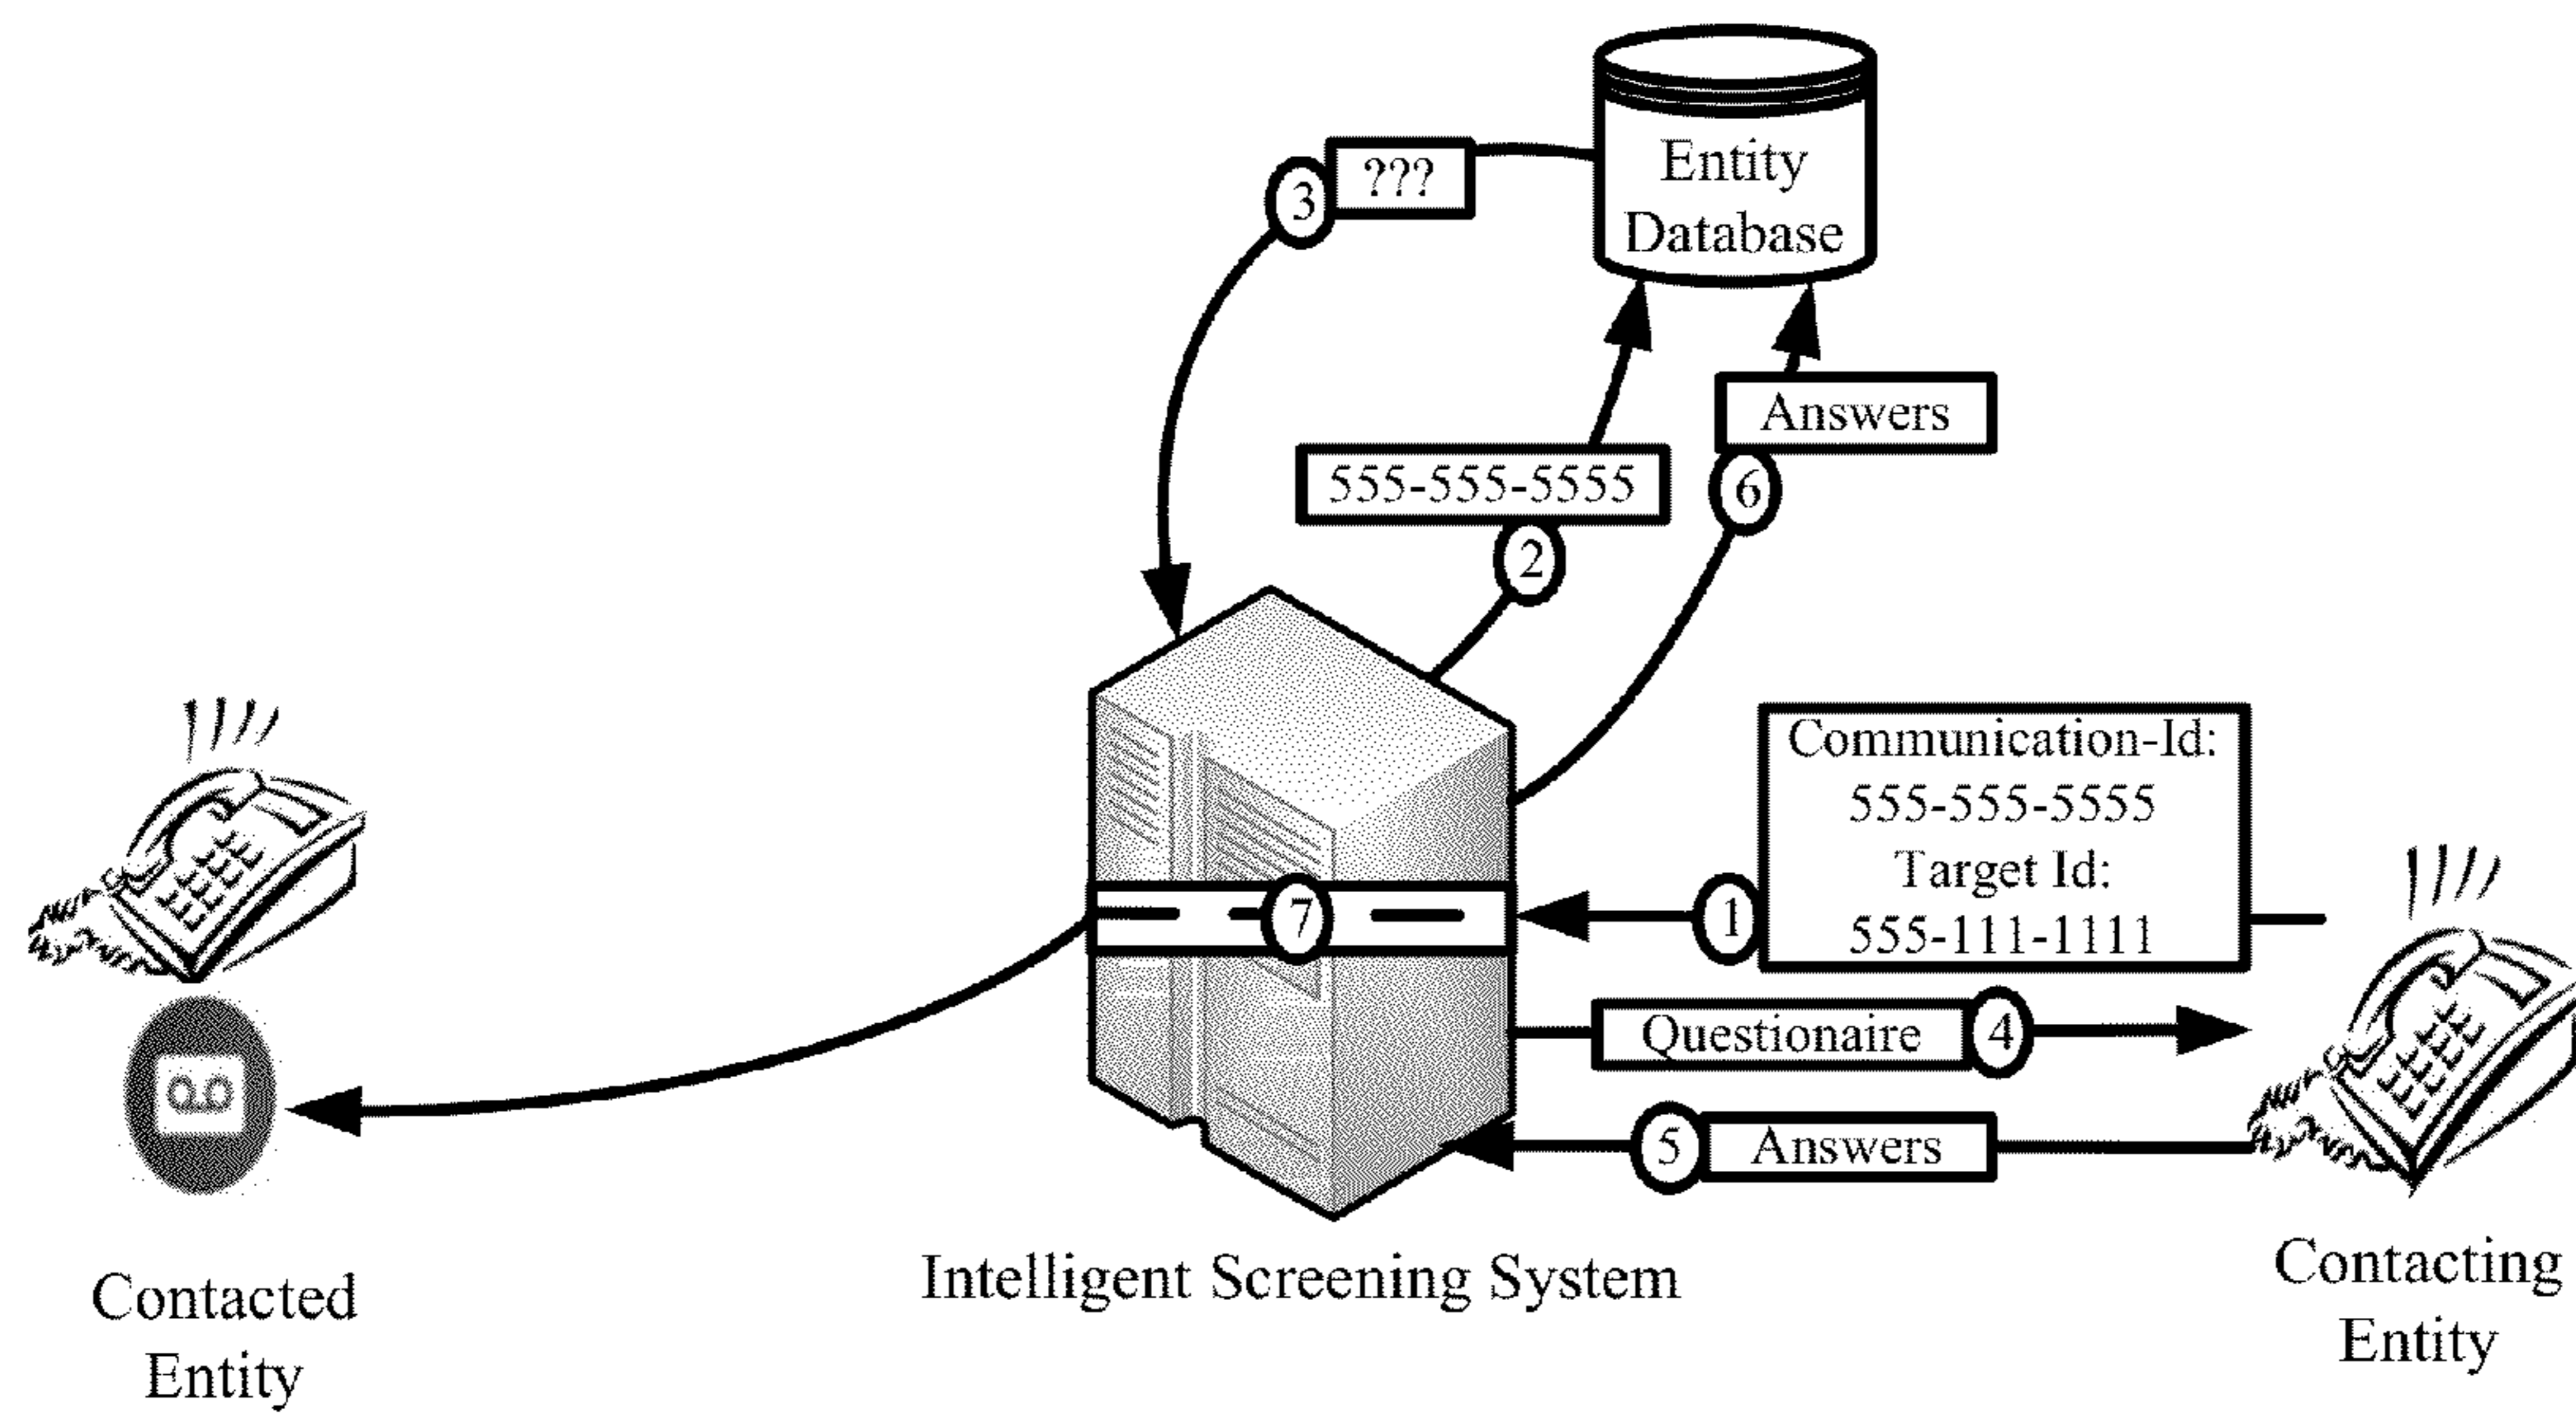 Entity
Database
???
3
Answers
555-555-5555
6
2
Communication-Id:
555-555-5555
Target Id:
555-111-1111
7
1
Questionaire
4
5
Answers
Intelligent Screening System
Contacting
Entity
Contacted
Entity